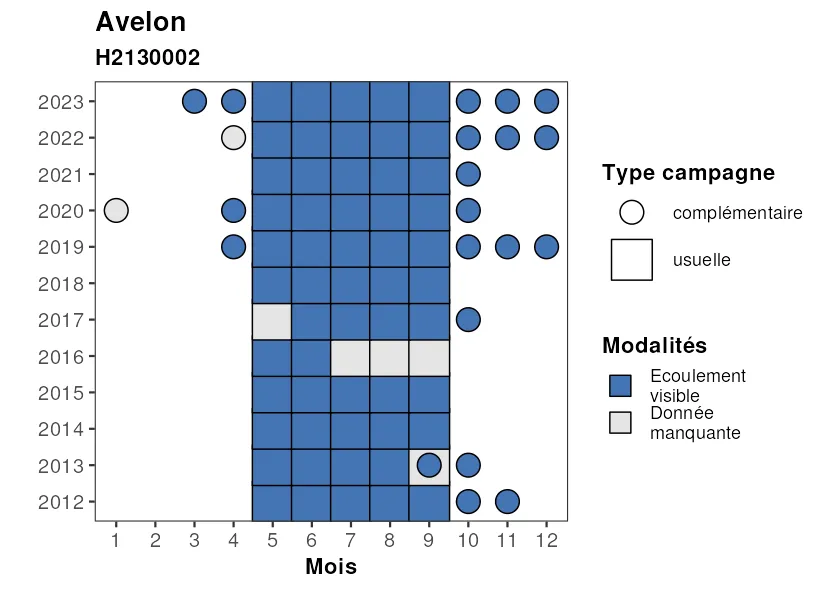 Avelon
H2130002
2023
2022
2021
2020
2019
2018
2017
2016
2015
2014
2013
2012
1 2 3 4 5 6 7 8 9 10 11 12
Mois
Type campagne
complémentaire
usuelle
Modalités
Ecoulement
visible
Donnée
manquante